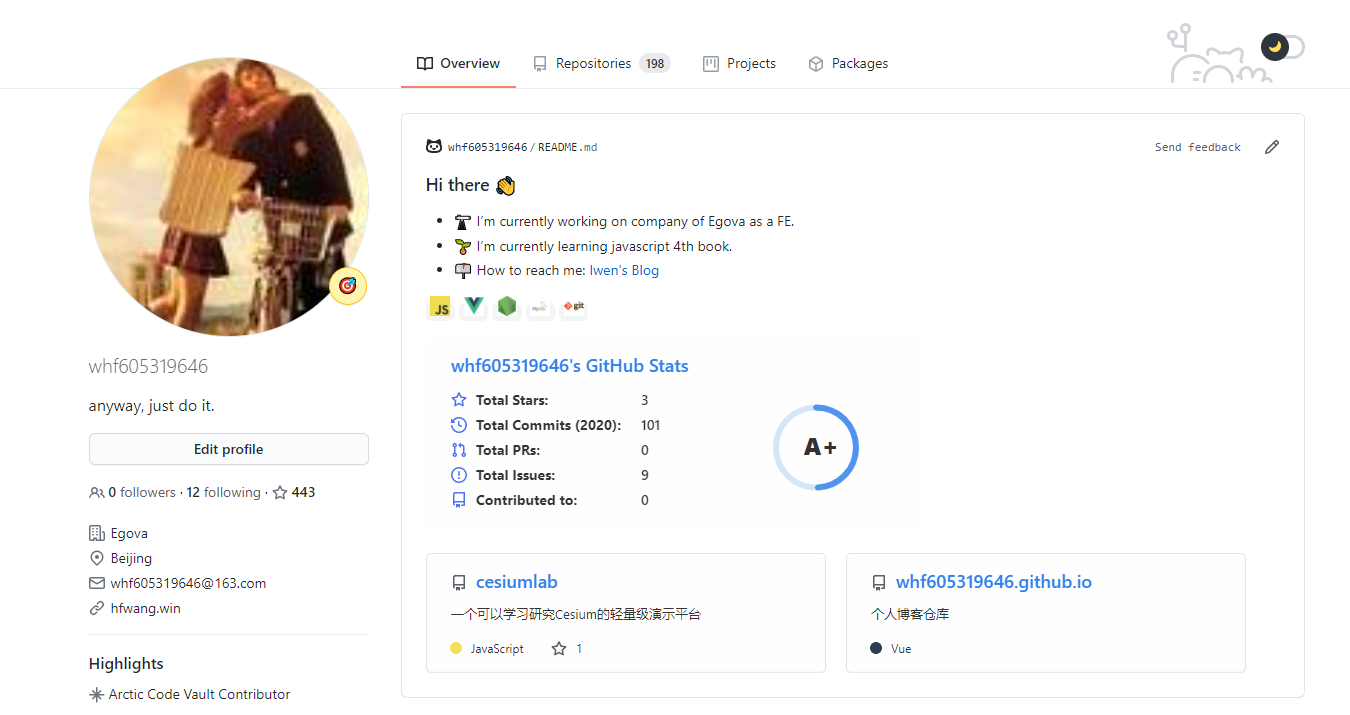 Overview
Repositories 198
Projects
Packages
whf605319646
anyway, just do it.
Edit profile
0 followers · 12 following · 443
Egova
Beijing
whf605319646@163.com
hfwang.win
Highlights
Arctic Code Vault Contributor
whf605319646/README.md
Send feedback
Hi there
I’m currently working on company of Egova as a FE.
I’m currently learning javascript 4th book.
How to reach me: Iwen's Blog
JS
MySQL
git
whf605319646's GitHub Stats
Total Stars: 3
Total Commits (2020): 101
Total PRs: 0
Total Issues: 9
Contributed to: 0
A+
cesiumlab
一个可以学习研究Cesium的轻量级演示平台
JavaScript 1
whf605319646.github.io
个人博客仓库
Vue